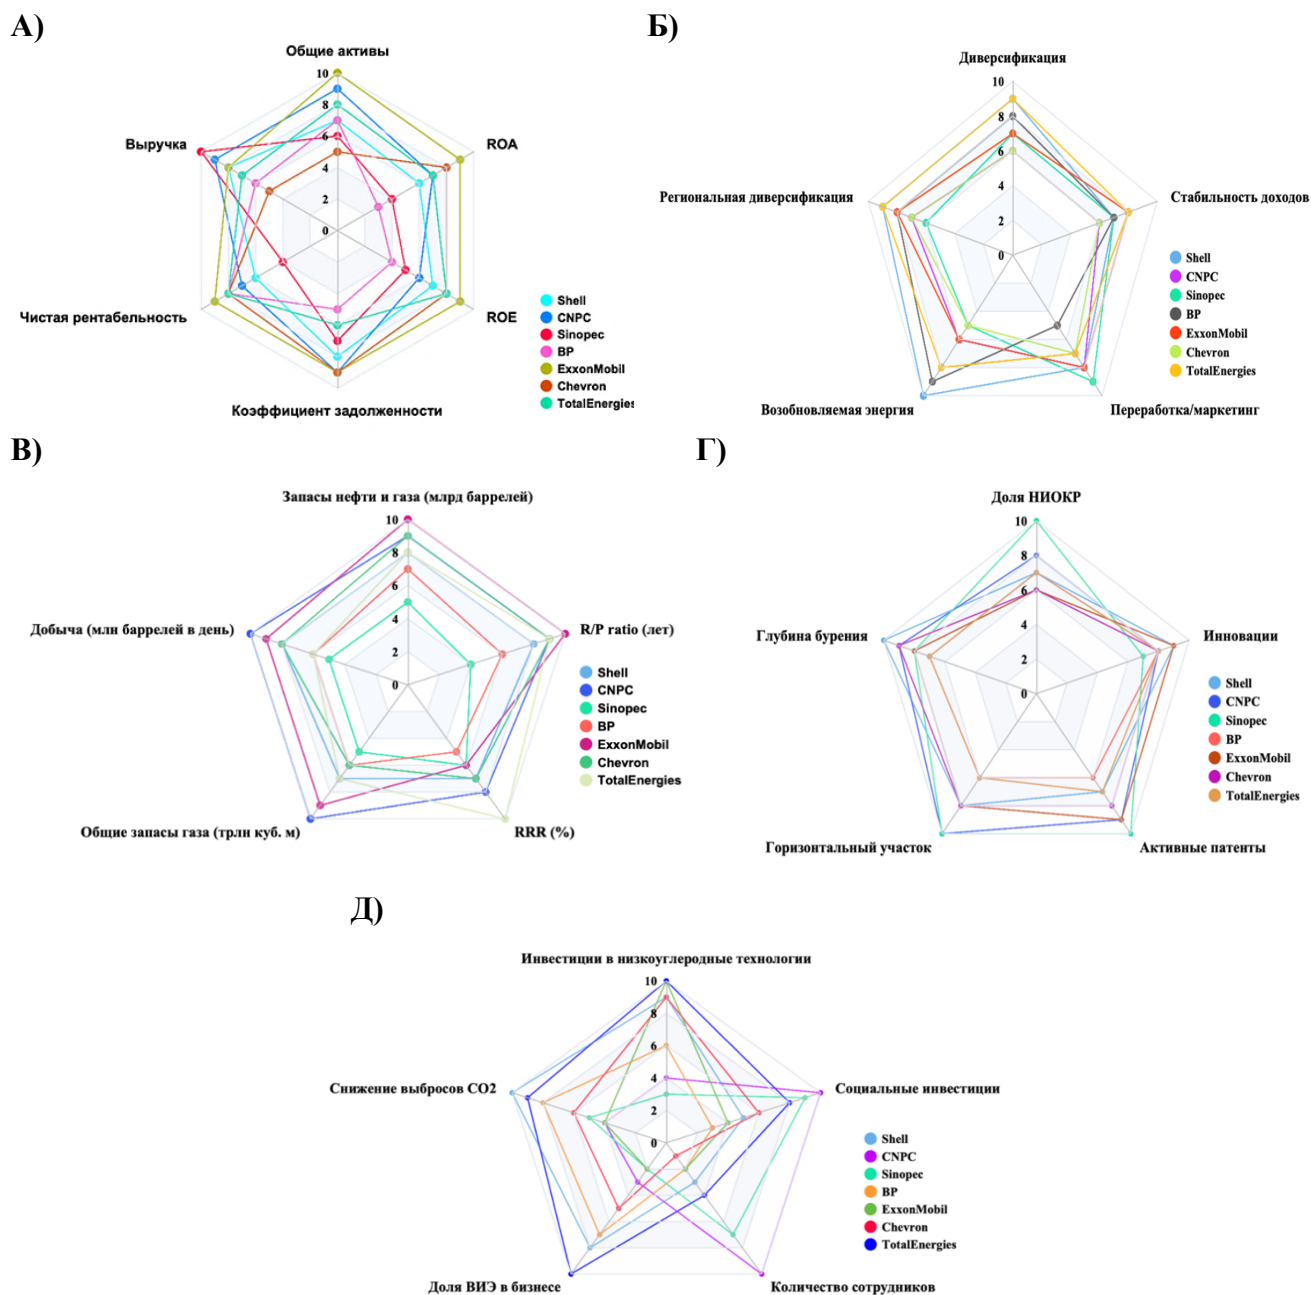 А)
Общие активы
10
8
6
4
2
0
ROA
ROE
Коэффициент задолженности
Чистая рентабельность
Выручка
Shell
CNPC
Sinopec
BP
ExxonMobil
Chevron
TotalEnergies
Б)
Диверсификация
10
8
6
4
2
0
Стабильность доходов
Переработка/маркетинг
Возобновляемая энергия
Региональная диверсификация
Shell
CNPC
Sinopec
BP
ExxonMobil
Chevron
TotalEnergies
В)
Запасы нефти и газа (млрд баррелей)
10
8
6
4
2
0
R/P ratio (лет)
RRR (%)
Общие запасы газа (трлн куб. м)
Добыча (млн баррелей в день)
Shell
CNPC
Sinopec
BP
ExxonMobil
Chevron
TotalEnergies
Г)
Доля НИОКР
10
8
6
4
2
0
Инновации
Активные патенты
Горизонтальный участок
Глубина бурения
Shell
CNPC
Sinopec
BP
ExxonMobil
Chevron
TotalEnergies
Д)
Инвестиции в низкоуглеродные технологии
10
8
6
4
2
0
Социальные инвестиции
Количество сотрудников
Доля ВИЭ в бизнесе
Снижение выбросов CO2
Shell
CNPC
Sinopec
BP
ExxonMobil
Chevron
TotalEnergies